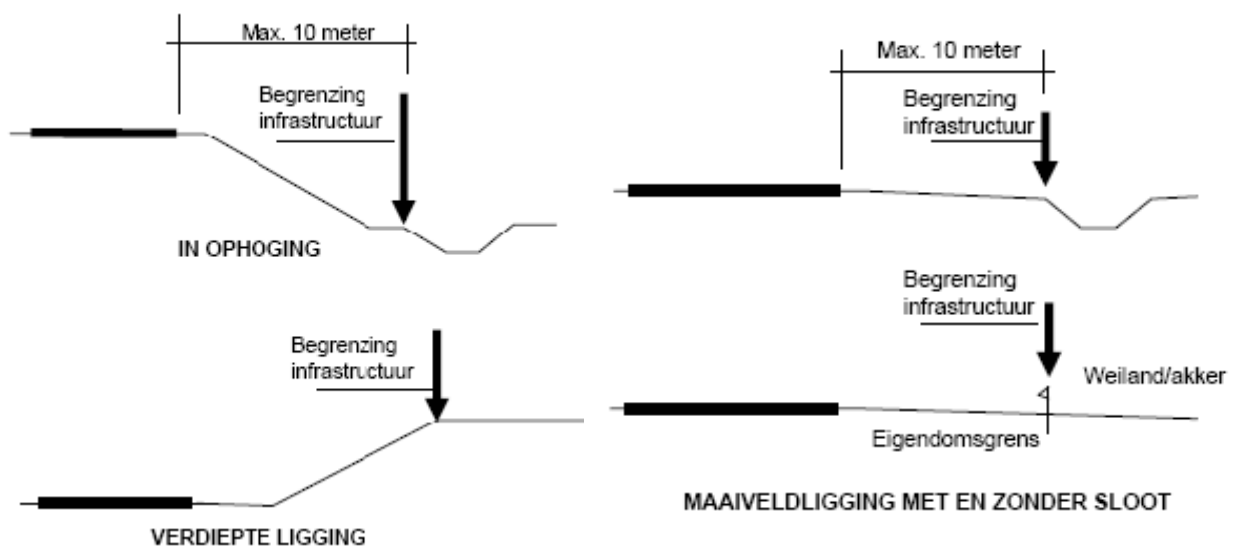 Max. 10 meter
Begrenzing
infrastructuur
IN OPHOGING
Begrenzing
infrastructuur
VERDIEPTE LIGGING
Max. 10 meter
Begrenzing
infrastructuur
Begrenzing
infrastructuur
Weiland/akker
Eigendomsgrens
MAAIVELDLIGGING MET EN ZONDER SLOOT